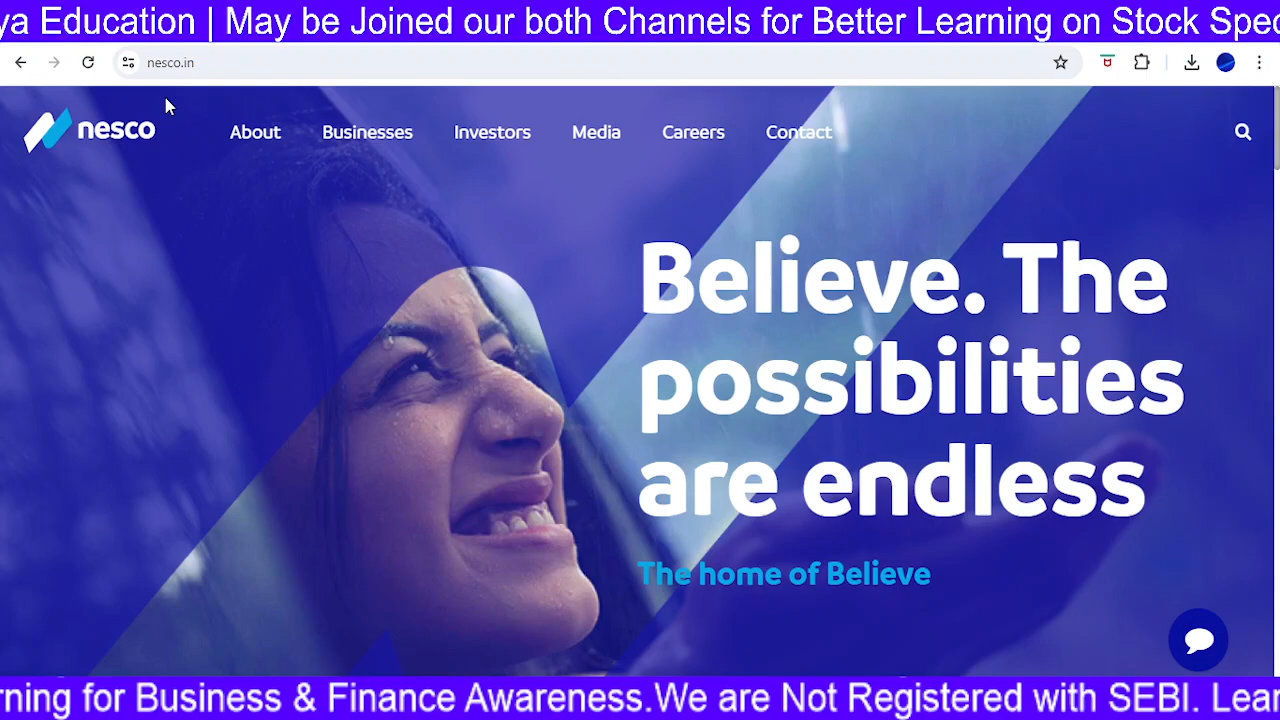 ya Education | May be Joined our both Channels for Better Learning on Stock Spec
nesco.in
nesco
About Businesses Investors Media Careers Contact
Believe. The
possibilities
are endless
The home of Believe
rning for Business & Finance Awareness.We are Not Registered with SEBI. Lear